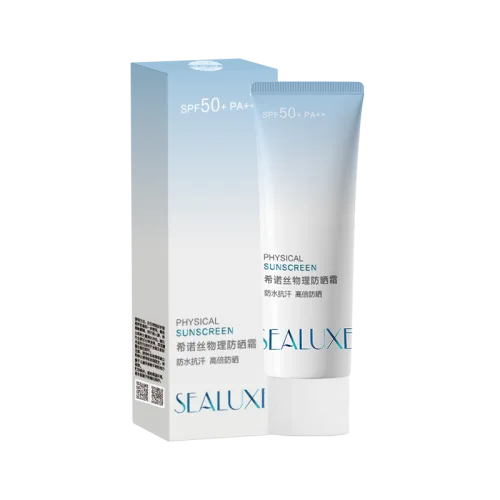 SPF50+ PA++
PHYSICAL
SUNSCREEN
希诺丝物理防晒霜
防水抗汗 高倍防晒
SEALUXE
SPF50+ PA++
PHYSICAL
SUNSCREEN
希诺丝物理防晒霜
防水抗汗 高倍防晒
SEALUXE